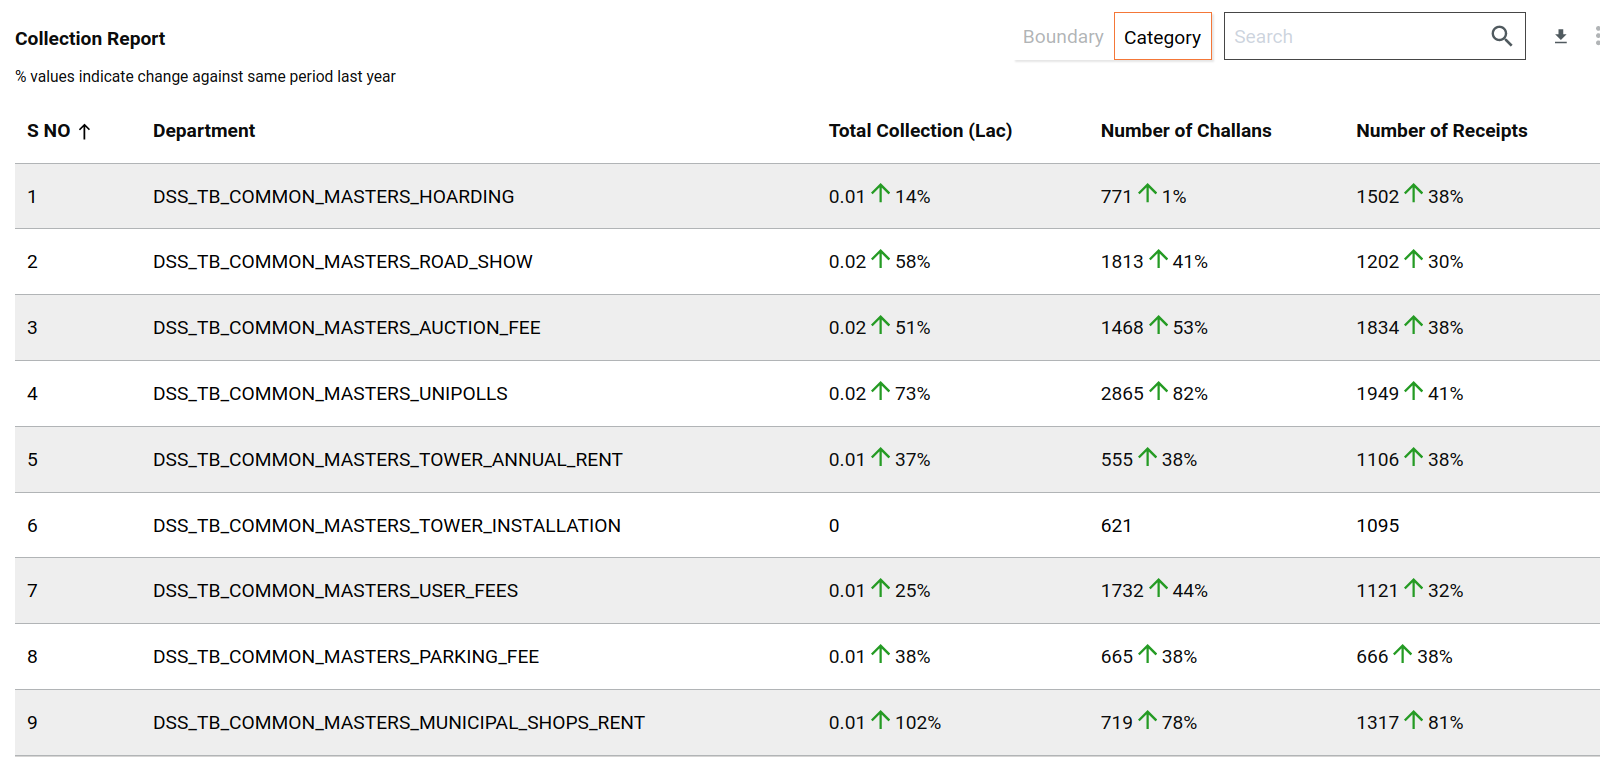 Collection Report
Boundary Category Search
% values indicate change against same period last year
S NO ↑ Department Total Collection (Lac) Number of Challans Number of Receipts
1 DSS_TB_COMMON_MASTERS_HOARDING 0.01 ↑ 14% 771 ↑ 1% 1502 ↑ 38%
2 DSS_TB_COMMON_MASTERS_ROAD_SHOW 0.02 ↑ 58% 1813 ↑ 41% 1202 ↑ 30%
3 DSS_TB_COMMON_MASTERS_AUCTION_FEE 0.02 ↑ 51% 1468 ↑ 53% 1834 ↑ 38%
4 DSS_TB_COMMON_MASTERS_UNIPOLLS 0.02 ↑ 73% 2865 ↑ 82% 1949 ↑ 41%
5 DSS_TB_COMMON_MASTERS_TOWER_ANNUAL_RENT 0.01 ↑ 37% 555 ↑ 38% 1106 ↑ 38%
6 DSS_TB_COMMON_MASTERS_TOWER_INSTALLATION 0 621 1095
7 DSS_TB_COMMON_MASTERS_USER_FEES 0.01 ↑ 25% 1732 ↑ 44% 1121 ↑ 32%
8 DSS_TB_COMMON_MASTERS_PARKING_FEE 0.01 ↑ 38% 665 ↑ 38% 666 ↑ 38%
9 DSS_TB_COMMON_MASTERS_MUNICIPAL_SHOPS_RENT 0.01 ↑ 102% 719 ↑ 78% 1317 ↑ 81%